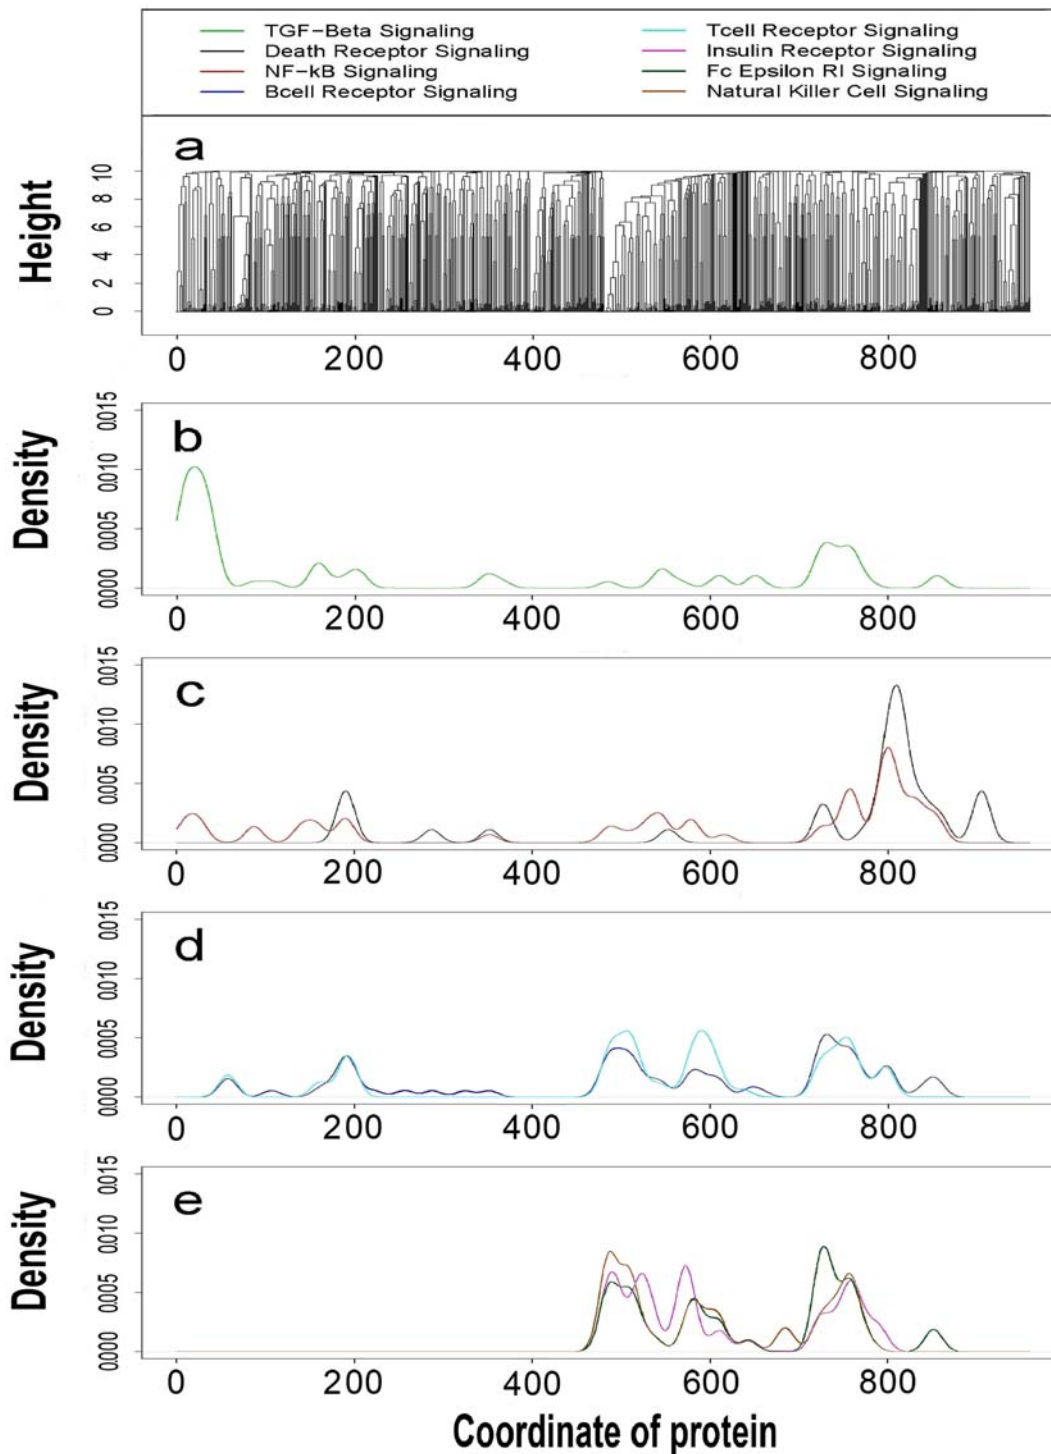 TGF-Beta Signaling
Death Receptor Signaling
NF-kB Signaling
Bcell Receptor Signaling
Tcell Receptor Signaling
Insulin Receptor Signaling
Fc Epsilon RI Signaling
Natural Killer Cell Signaling
a
Height
0 2 4 6 8 10
0 200 400 600 800
b
Density
0.000 0.005 0.010 0.015
0 200 400 600 800
c
Density
0.000 0.005 0.010 0.015
0 200 400 600 800
d
Density
0.000 0.005 0.010 0.015
0 200 400 600 800
e
Density
0.000 0.005 0.010 0.015
0 200 400 600 800
Coordinate of protein